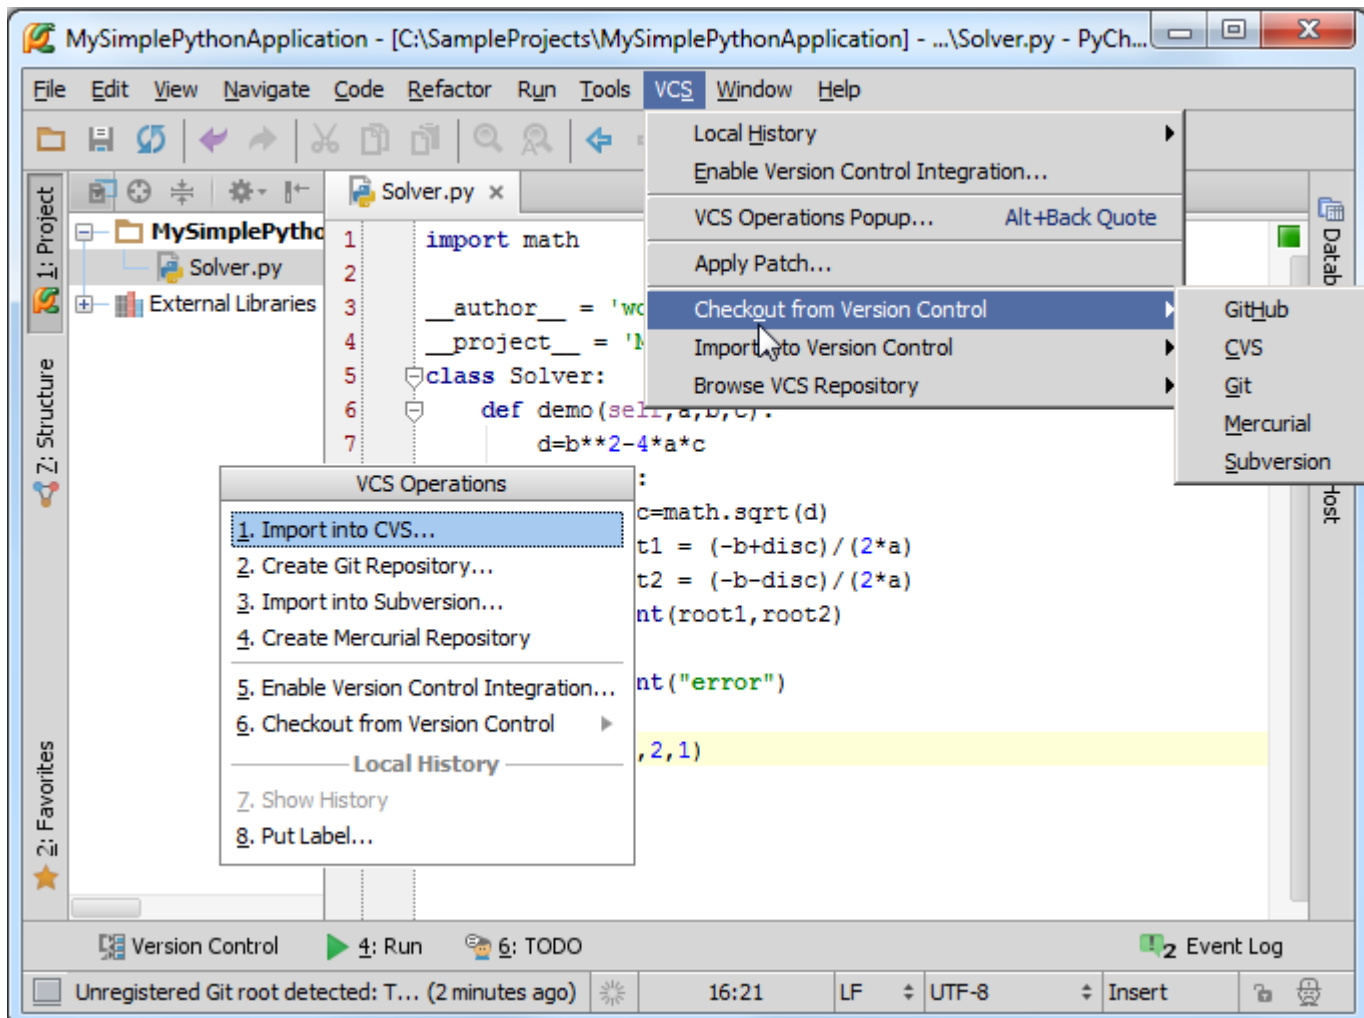 MySimplePythonApplication - [C:\SampleProjects\MySimplePythonApplication] - ...\Solver.py - PyCh...
File Edit View Navigate Code Refactor Run Tools VCS Window Help
Local History
Enable Version Control Integration...
VCS Operations Popup... Alt+Back Quote
Apply Patch...
Checkout from Version Control
Import into Version Control
Browse VCS Repository
GitHub
CVS
Git
Mercurial
Subversion
1: Project
7: Structure
2: Favorites
MySimplePytho
Solver.py
External Libraries
Solver.py
1 import math
2
3 __author__ = 'wo
4 __project__ = 'M
5 class Solver:
6 def demo(self,a,b,c):
7 d=b**2-4*a*c
:
c=math.sqrt(d)
t1 = (-b+disc)/(2*a)
t2 = (-b-disc)/(2*a)
nt(root1,root2)
nt("error")
,2,1)
VCS Operations
1. Import into CVS...
2. Create Git Repository...
3. Import into Subversion...
4. Create Mercurial Repository
5. Enable Version Control Integration...
6. Checkout from Version Control
Local History
7. Show History
8. Put Label...
Datab
Host
Version Control 4: Run 6: TODO 2 Event Log
Unregistered Git root detected: T... (2 minutes ago) 16:21 LF UTF-8 Insert